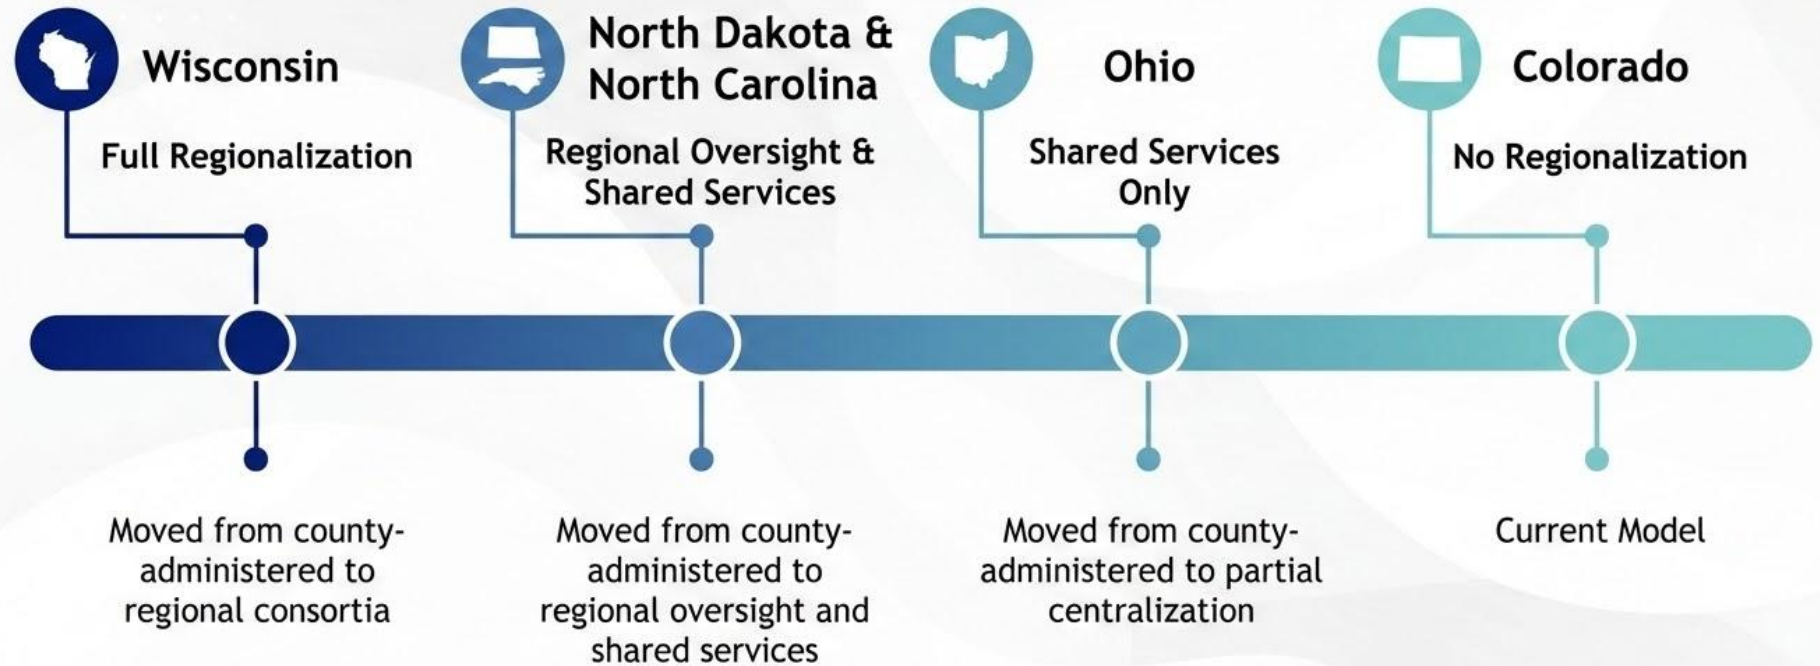 Wisconsin
Full Regionalization
Moved from county-
administered to
regional consortia
North Dakota &
North Carolina
Regional Oversight &
Shared Services
Moved from county-
administered to
regional oversight and
shared services
Ohio
Shared Services
Only
Moved from county-
administered to partial
centralization
Colorado
No Regionalization
Current Model